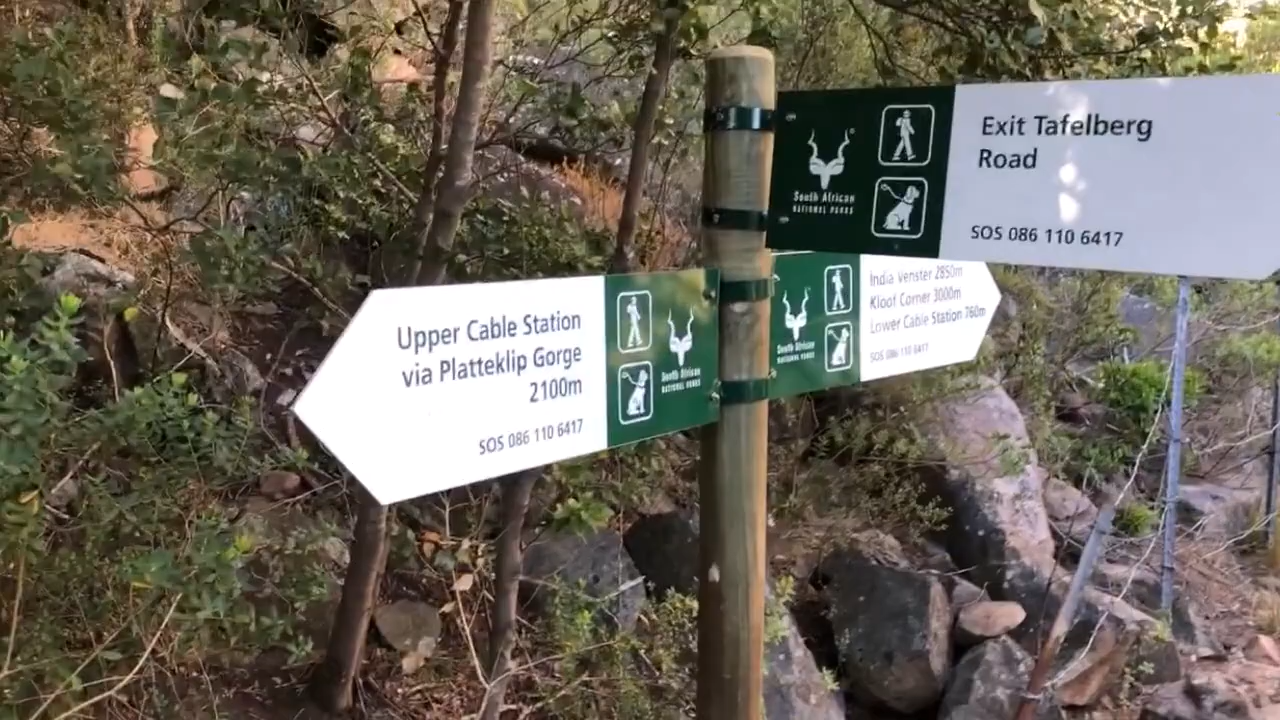 Exit Tafelberg
Road
SOS 086 110 6417
South African
NATIONAL PARKS
Upper Cable Station
via Platteklip Gorge
2100m
SOS 086 110 6417
South African
NATIONAL PARKS
India Venster 2850m
Kloof Corner 3000m
Lower Cable Station 760m
SOS 086 110 6417
South African
NATIONAL PARKS